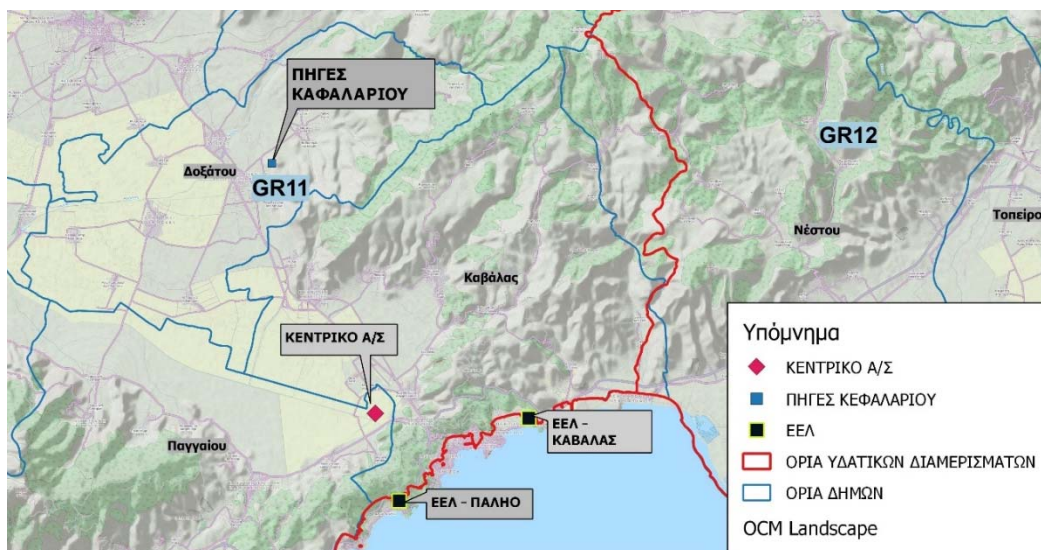 ΠΗΓΕΣ
ΚΑΦΑΛΑΡΙΟΥ
Δοξάτου
GR11
GR12
Τοπείρο
Νέστου
Καβάλας
ΚΕΝΤΡΙΚΟ Α/Σ
Παγγαίου
ΕΕΛ –
ΚΑΒΑΛΑΣ
ΕΕΛ – ΠΑΛΗΟ
Υπόμνημα
ΚΕΝΤΡΙΚΟ Α/Σ
ΠΗΓΕΣ ΚΕΦΑΛΑΡΙΟΥ
ΕΕΛ
ΟΡΙΑ ΥΔΑΤΙΚΩΝ ΔΙΑΜΕΡΙΣΜΑΤΩΝ
ΟΡΙΑ ΔΗΜΩΝ
OCM Landscape